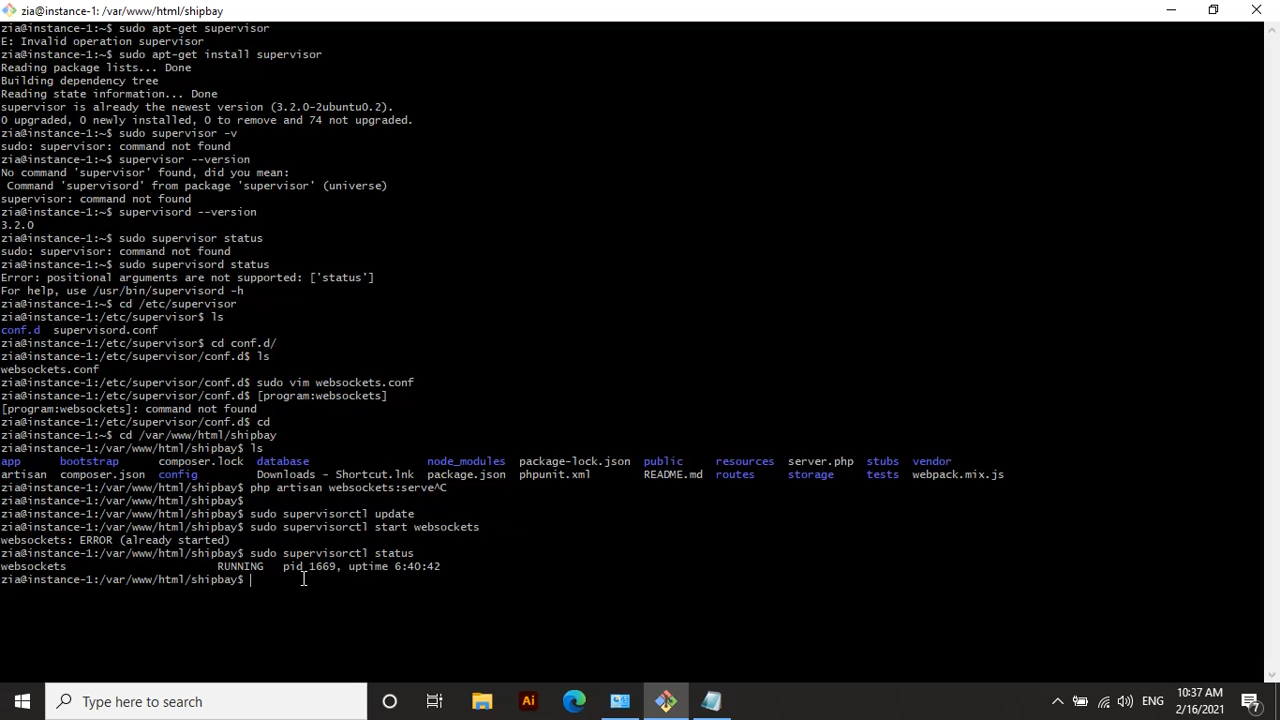 zia@instance-1: /var/www/html/shipbay
zia@instance-1:~$ sudo apt-get supervisor
E: Invalid operation supervisor
zia@instance-1:~$ sudo apt-get install supervisor
Reading package lists... Done
Building dependency tree
Reading state information... Done
supervisor is already the newest version (3.2.0-2ubuntu0.2).
0 upgraded, 0 newly installed, 0 to remove and 74 not upgraded.
zia@instance-1:~$ sudo supervisor -v
sudo: supervisor: command not found
zia@instance-1:~$ supervisor --version
No command 'supervisor' found, did you mean:
 Command 'supervisord' from package 'supervisor' (universe)
supervisor: command not found
zia@instance-1:~$ supervisord --version
3.2.0
zia@instance-1:~$ sudo supervisor status
sudo: supervisor: command not found
zia@instance-1:~$ sudo supervisord status
Error: positional arguments are not supported: ['status']
For help, use /usr/bin/supervisord -h
zia@instance-1:~$ cd /etc/supervisor
zia@instance-1:/etc/supervisor$ ls
conf.d  supervisord.conf
zia@instance-1:/etc/supervisor$ cd conf.d/
zia@instance-1:/etc/supervisor/conf.d$ ls
websockets.conf
zia@instance-1:/etc/supervisor/conf.d$ sudo vim websockets.conf
zia@instance-1:/etc/supervisor/conf.d$ [program:websockets]
[program:websockets]: command not found
zia@instance-1:/etc/supervisor/conf.d$ cd
zia@instance-1:~$ cd /var/www/html/shipbay
zia@instance-1:/var/www/html/shipbay$ ls
app bootstrap composer.lock database node_modules package-lock.json public resources server.php stubs vendor
artisan composer.json config Downloads - Shortcut.lnk package.json phpunit.xml README.md routes storage tests webpack.mix.js
zia@instance-1:/var/www/html/shipbay$ php artisan websockets:serve^C
zia@instance-1:/var/www/html/shipbay$
zia@instance-1:/var/www/html/shipbay$ sudo supervisorctl update
zia@instance-1:/var/www/html/shipbay$ sudo supervisorctl start websockets
websockets: ERROR (already started)
zia@instance-1:/var/www/html/shipbay$ sudo supervisorctl status
websockets RUNNING pid 1669, uptime 6:40:42
zia@instance-1:/var/www/html/shipbay$
Type here to search
Ai
ENG
10:37 AM
2/16/2021
7